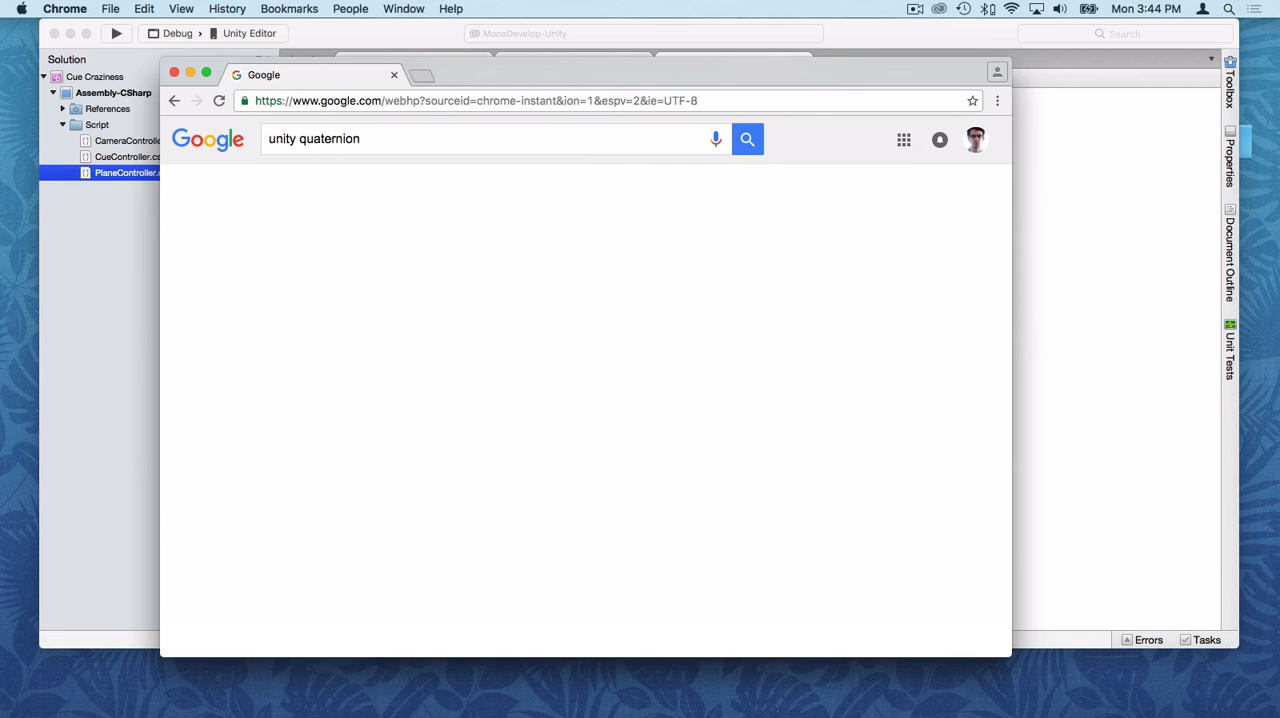 Chrome File Edit View History Bookmarks People Window Help Mon 3:44 PM
Debug Unity Editor MonoDevelop-Unity Search
Solution
Cue Craziness
Assembly-CSharp
References
Script
CameraControlle
CueController.cs
PlaneController.c
Google
https://www.google.com/webhp?sourceid=chrome-instant&ion=1&espv=2&ie=UTF-8
Google unity quaternion
Toolbox
Properties
Document Outline
Unit Tests
Errors Tasks